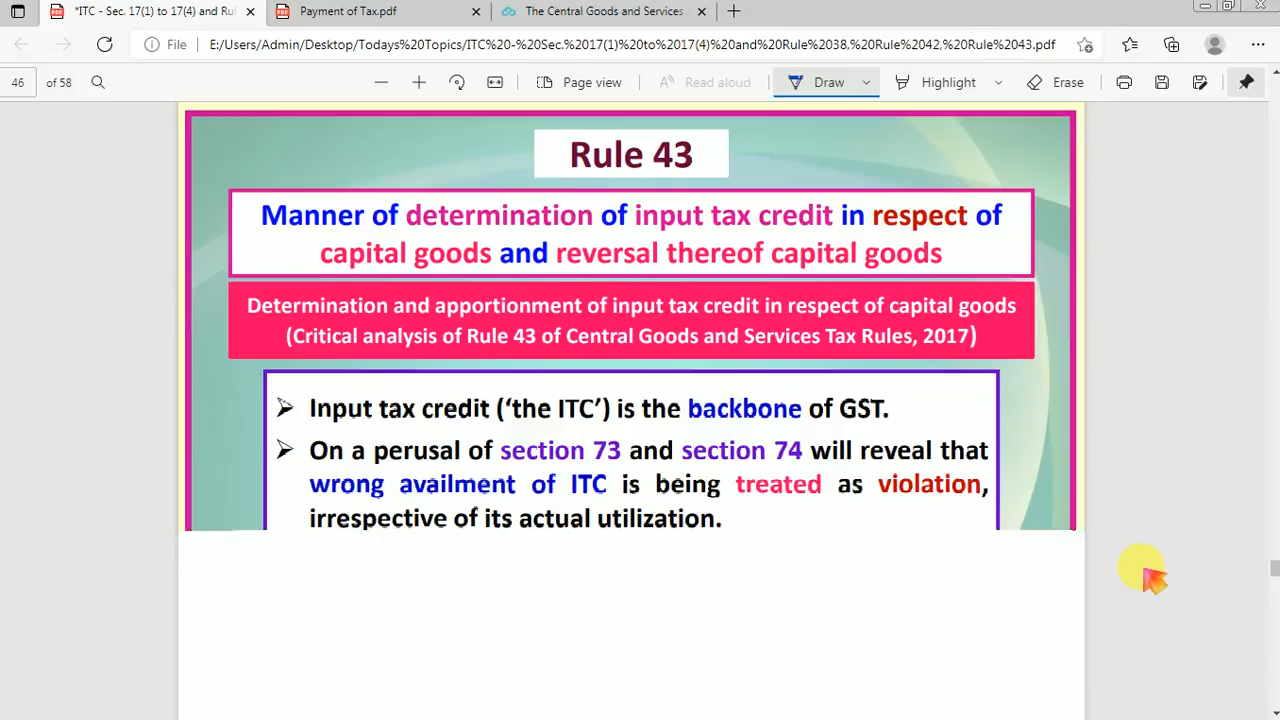 *ITC - Sec. 17(1) to 17(4) and Rul
Payment of Tax.pdf
The Central Goods and Services
File
E:/Users/Admin/Desktop/Todays%20Topics/ITC%20-%20Sec.%2017(1)%20to%2017(4)%20and%20Rule%2038,%20Rule%2042,%20Rule%2043.pdf
46 of 58
Page view
Read aloud
Draw
Highlight
Erase
Rule 43
Manner of determination of input tax credit in respect of
capital goods and reversal thereof capital goods
Determination and apportionment of input tax credit in respect of capital goods
(Critical analysis of Rule 43 of Central Goods and Services Tax Rules, 2017)
➢ Input tax credit (‘the ITC’) is the backbone of GST.
➢ On a perusal of section 73 and section 74 will reveal that
wrong availment of ITC is being treated as violation,
irrespective of its actual utilization.